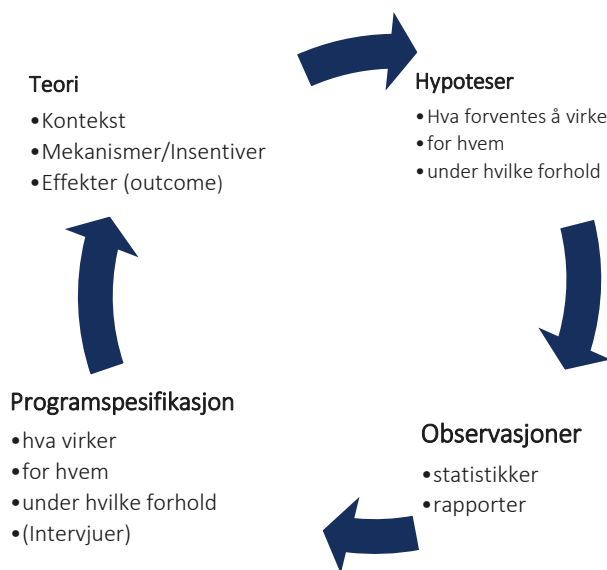 Teori
•Kontekst
•Mekanismer/Insentiver
•Effekter (outcome)
Hypoteser
•Hva forventes å virke
•for hvem
•under hvilke forhold
Programspesifikasjon
•hva virker
•for hvem
•under hvilke forhold
•(Intervjuer)
Observasjoner
•statistikker
•rapporter